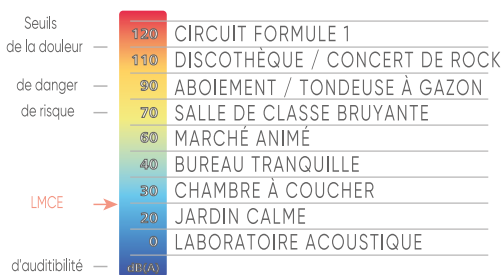 Seuils
de la douleur
120 CIRCUIT FORMULE 1
110 DISCOTHÈQUE / CONCERT DE ROCK
de danger
90 ABOIEMENT / TONDEUSE À GAZON
de risque
70 SALLE DE CLASSE BRUYANTE
60 MARCHÉ ANIMÉ
40 BUREAU TRANQUILLE
30 CHAMBRE À COUCHER
LMCE
20 JARDIN CALME
0 LABORATOIRE ACOUSTIQUE
d'auditibilité
dB(A)